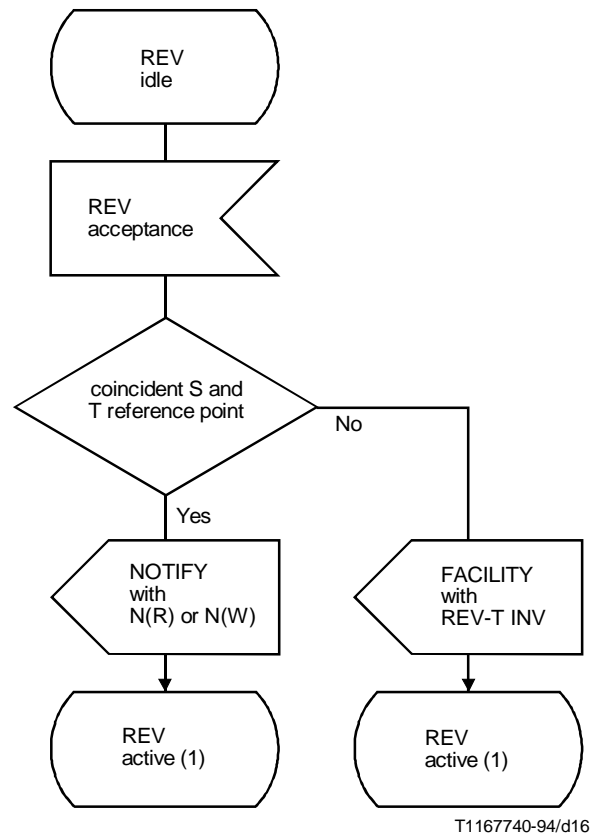 REV
idle
REV
acceptance
coincident S and
T reference point
No
Yes
NOTIFY
with
N(R) or N(W)
FACILITY
with
REV-T INV
REV
active (1)
REV
active (1)
T1167740-94/d16